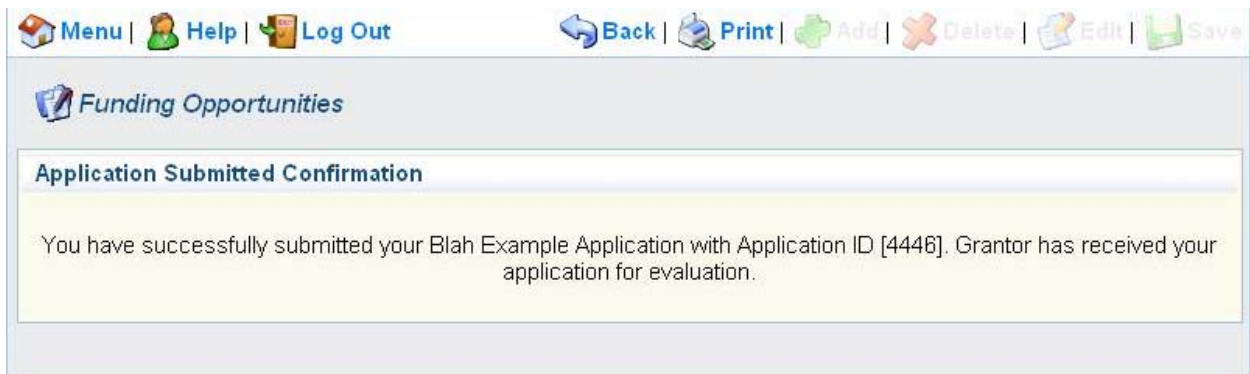 Menu | Help | Log Out Back | Print | Add | Delete | Edit | Save
Funding Opportunities
Application Submitted Confirmation
You have successfully submitted your Blah Example Application with Application ID [4446]. Grantor has received your
application for evaluation.